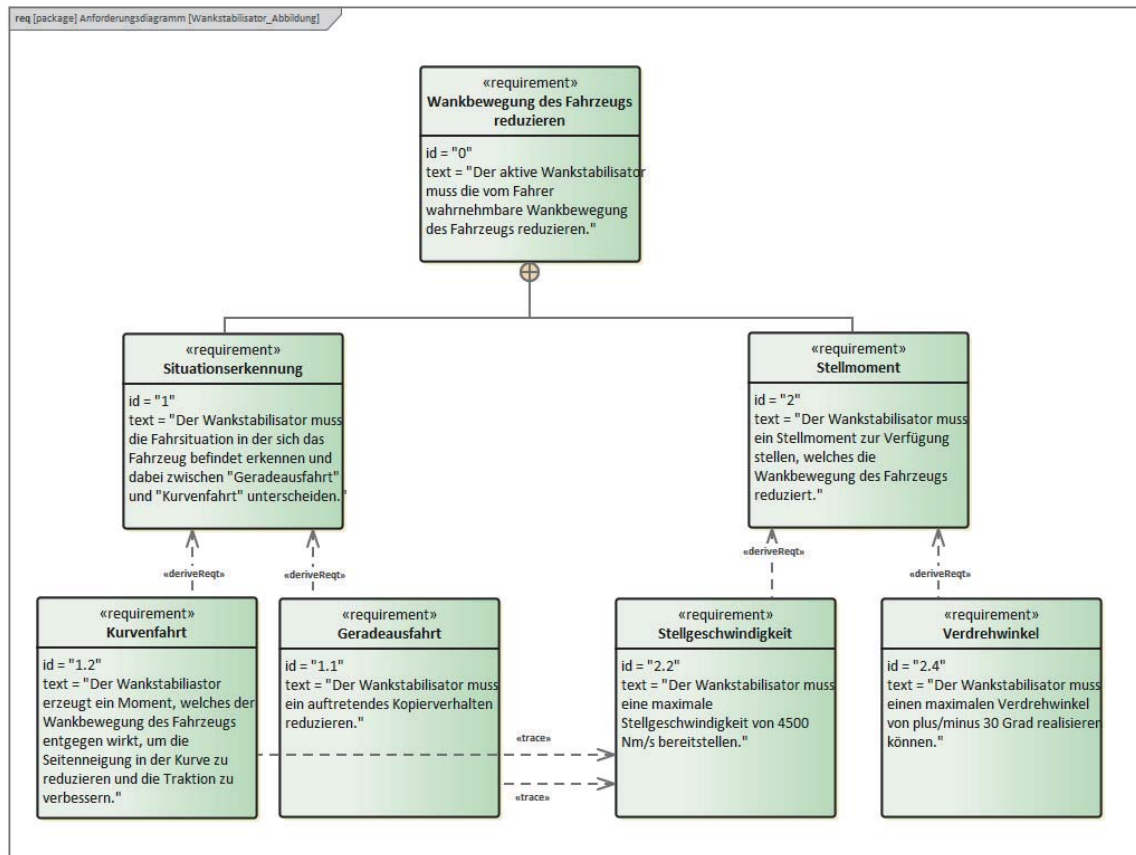 req [package] Anforderungsdiagramm [Wankstabilisator_Abbildung]
«requirement»
Wankbewegung des Fahrzeugs
reduzieren
id = "0"
text = "Der aktive Wankstabilisator
muss die vom Fahrer
wahrnehmbare Wankbewegung
des Fahrzeugs reduzieren."
«requirement»
Situationserkennung
id = "1"
text = "Der Wankstabilisator muss
die Fahrsituation in der sich das
Fahrzeug befindet erkennen und
dabei zwischen "Geradeausfahrt"
und "Kurvenfahrt" unterscheiden."
«requirement»
Stellmoment
id = "2"
text = "Der Wankstabilisator muss
ein Stellmoment zur Verfügung
stellen, welches die
Wankbewegung des Fahrzeugs
reduziert."
«deriveReqt»
«deriveReqt»
«deriveReqt»
«deriveReqt»
«requirement»
Kurvenfahrt
id = "1.2"
text = "Der Wankstabiliastor
erzeugt ein Moment, welches der
Wankbewegung des Fahrzeugs
entgegen wirkt, um die
Seitenneigung in der Kurve zu
reduzieren und die Traktion zu
verbessern."
«requirement»
Geradeausfahrt
id = "1.1"
text = "Der Wankstabilisator muss
ein auftretendes Kopierverhalten
reduzieren."
«trace»
«trace»
«requirement»
Stellgeschwindigkeit
id = "2.2"
text = "Der Wankstabilisator muss
eine maximale
Stellgeschwindigkeit von 4500
Nm/s bereitstellen."
«requirement»
Verdrehwinkel
id = "2.4"
text = "Der Wankstabilisator muss
einen maximalen Verdrehwinkel
von plus/minus 30 Grad realisieren
können."